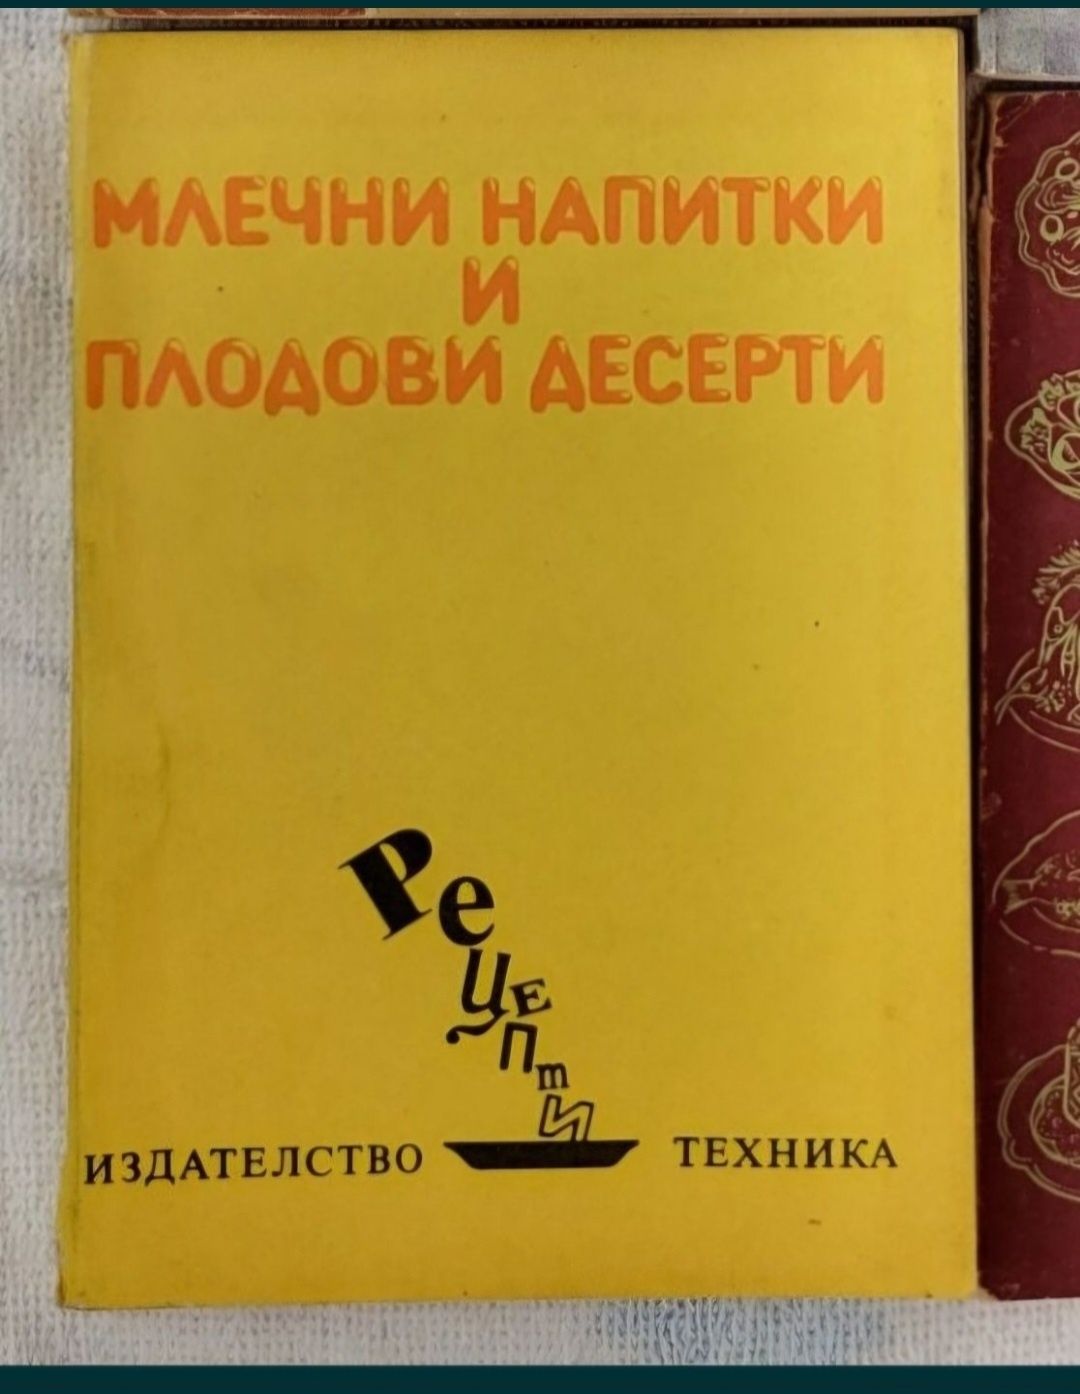 МЛЕЧНИ НАПИТКИ
И
ПЛОДОВИ ДЕСЕРТИ
Рецепти
ИЗДАТЕЛСТВО ТЕХНИКА